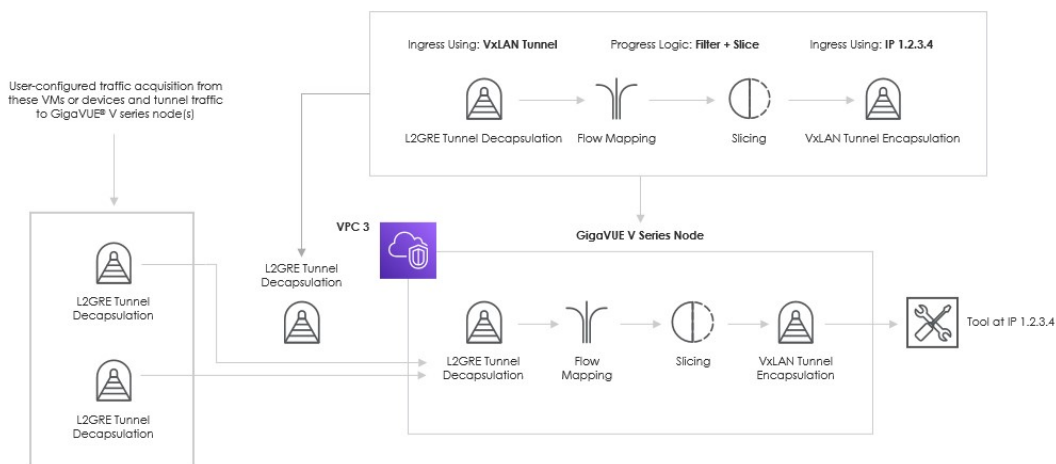 Ingress Using: VxLAN Tunnel
Progress Logic: Filter + Slice
Ingress Using: IP 1.2.3.4
L2GRE Tunnel Decapsulation
Flow Mapping
Slicing
VxLAN Tunnel Encapsulation
User-configured traffic acquisition from
these VMs or devices and tunnel traffic
to GigaVUE® V series node(s)
VPC 3
GigaVUE V Series Node
L2GRE Tunnel
Decapsulation
L2GRE Tunnel
Decapsulation
L2GRE Tunnel
Decapsulation
L2GRE Tunnel
Decapsulation
Flow
Mapping
Slicing
VxLAN Tunnel
Encapsulation
Tool at IP 1.2.3.4